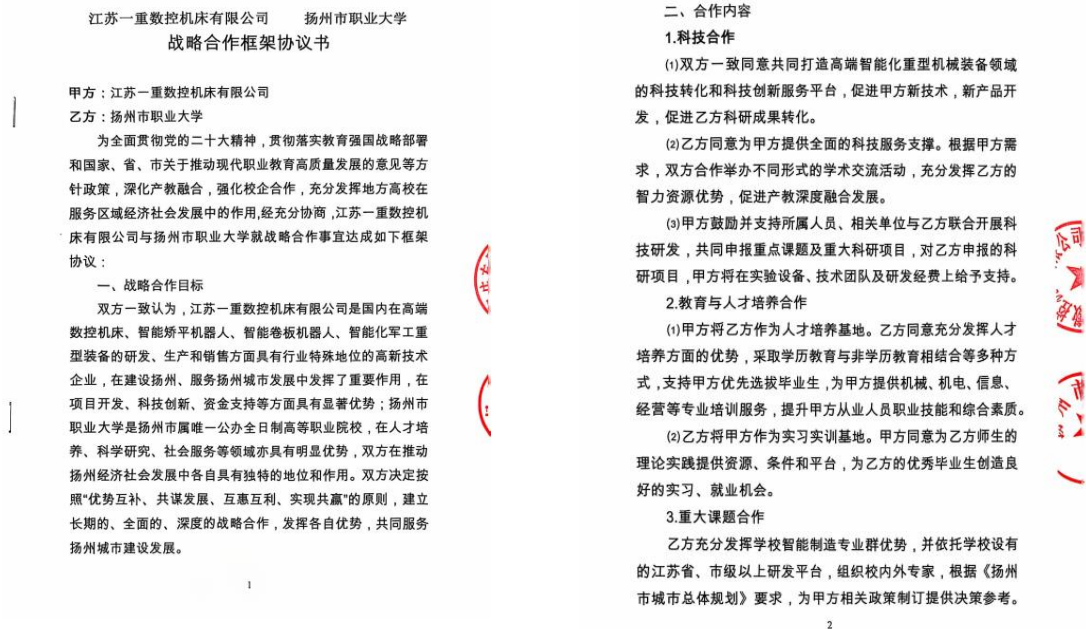 江苏一重数控机床有限公司 扬州市职业大学
战略合作框架协议书
甲方：江苏一重数控机床有限公司
乙方：扬州市职业大学
为全面贯彻党的二十大精神，贯彻落实教育强国战略部署
和国家、省、市关于推动现代职业教育高质量发展的意见等方
针政策，深化产教融合，强化校企合作，充分发挥地方高校在
服务区域经济社会发展中的作用,经充分协商,江苏一重数控机
床有限公司与扬州市职业大学就战略合作事宜达成如下框架
协议：
一、战略合作目标
双方一致认为，江苏一重数控机床有限公司是国内在高端
数控机床、智能矫平机器人、智能卷板机器人、智能化军工重
型装备的研发、生产和销售方面具有行业特殊地位的高新技术
企业，在建设扬州、服务扬州城市发展中发挥了重要作用，在
项目开发、科技创新、资金支持等方面具有显著优势；扬州市
职业大学是扬州市属唯一公办全日制高等职业院校，在人才培
养、科学研究、社会服务等领域亦具有明显优势，双方在推动
扬州经济社会发展中各自具有独特的地位和作用。双方决定按
照“优势互补、共谋发展、互惠互利、实现共赢”的原则，建立
长期的、全面的、深度的战略合作，发挥各自优势，共同服务
扬州城市建设发展。
1
二、合作内容
1.科技合作
(1)双方一致同意共同打造高端智能化重型机械装备领域
的科技转化和科技创新服务平台，促进甲方新技术，新产品开
发，促进乙方科研成果转化。
(2)乙方同意为甲方提供全面的科技服务支撑。根据甲方需
求，双方合作举办不同形式的学术交流活动，充分发挥乙方的
智力资源优势，促进产教深度融合发展。
(3)甲方鼓励并支持所属人员、相关单位与乙方联合开展科
技研发，共同申报重点课题及重大科研项目，对乙方申报的科
研项目，甲方将在实验设备、技术团队及研发经费上给予支持。
2.教育与人才培养合作
(1)甲方将乙方作为人才培养基地。乙方同意充分发挥人才
培养方面的优势，采取学历教育与非学历教育相结合等多种方
式，支持甲方优先选拔毕业生，为甲方提供机械、机电、信息、
经营等专业培训服务，提升甲方从业人员职业技能和综合素质。
(2)乙方将甲方作为实习实训基地。甲方同意为乙方师生的
理论实践提供资源、条件和平台，为乙方的优秀毕业生创造良
好的实习、就业机会。
3.重大课题合作
乙方充分发挥学校智能制造专业群优势，并依托学校设有
的江苏省、市级以上研发平台，组织校内外专家，根据《扬州
市城市总体规划》要求，为甲方相关政策制订提供决策参考。
2